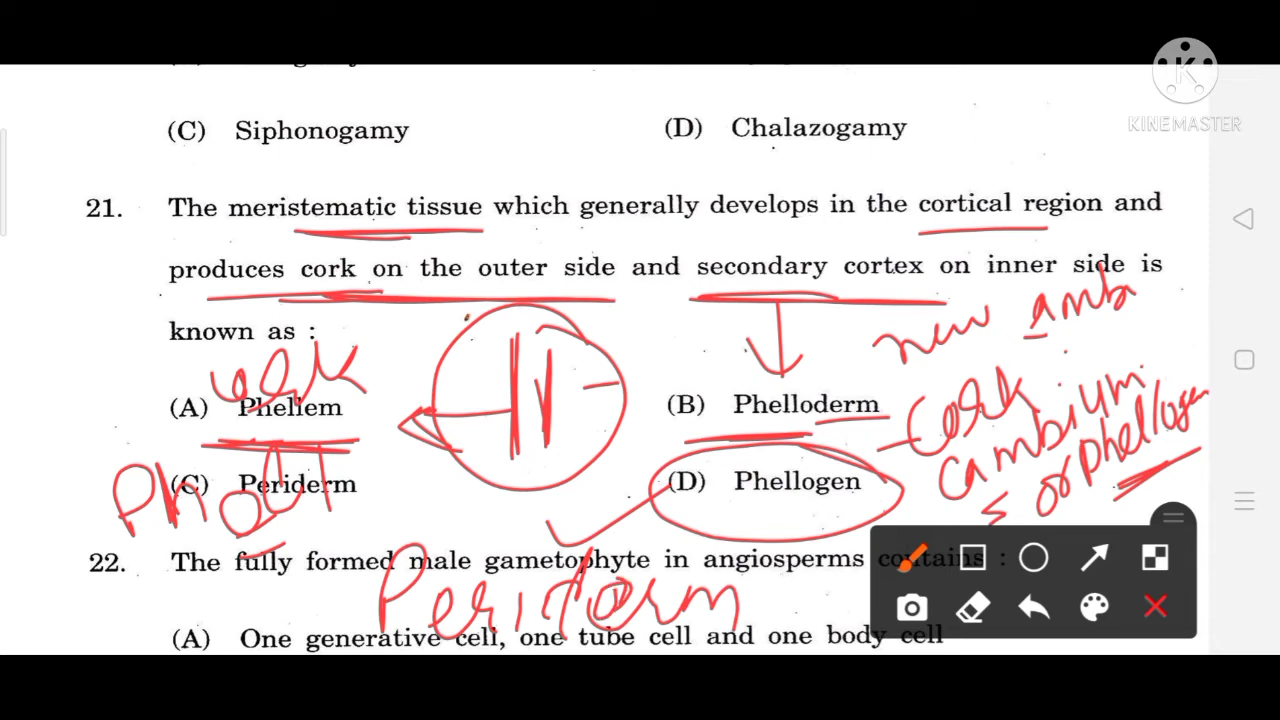 KINEMASTER
(C) Siphonogamy (D) Chalazogamy
21. The meristematic tissue which generally develops in the cortical region and
produces cork on the outer side and secondary cortex on inner side is
known as :
new
cork
(A) Phellem (B) Phelloderm
Cork
cambium
or phellogen
(C) Periderm (D) Phellogen
22. The fully formed male gametophyte in angiosperms contains :
Periderm
(A) One generative cell, one tube cell and one body cell